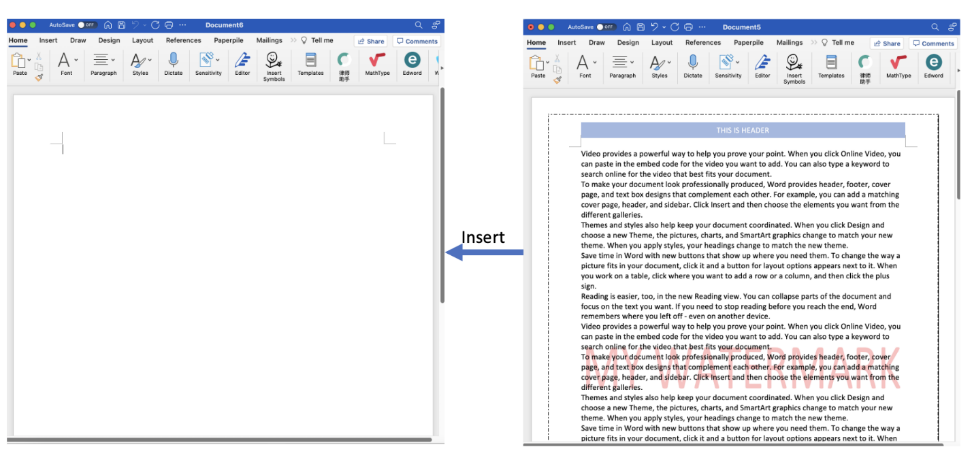 AutoSave OFF Document6
Home Insert Draw Design Layout References Paperpile Mailings Tell me Share Comments
Paste Font Paragraph Styles Dictate Sensitivity Editor Insert Symbols Templates 律师助手 MathType Edword
Insert
AutoSave OFF Document5
Home Insert Draw Design Layout References Paperpile Mailings Tell me Share Comments
Paste Font Paragraph Styles Dictate Sensitivity Editor Insert Symbols Templates 律师助手 MathType Edword
THIS IS HEADER
Video provides a powerful way to help you prove your point. When you click Online Video, you
can paste in the embed code for the video you want to add. You can also type a keyword to
search online for the video that best fits your document.
To make your document look professionally produced, Word provides header, footer, cover
page, and text box designs that complement each other. For example, you can add a matching
cover page, header, and sidebar. Click Insert and then choose the elements you want from the
different galleries.
Themes and styles also help keep your document coordinated. When you click Design and
choose a new Theme, the pictures, charts, and SmartArt graphics change to match your new
theme. When you apply styles, your headings change to match the new theme.
Save time in Word with new buttons that show up where you need them. To change the way a
picture fits in your document, click it and a button for layout options appears next to it. When
you work on a table, click where you want to add a row or a column, and then click the plus
sign.
Reading is easier, too, in the new Reading view. You can collapse parts of the document and
focus on the text you want. If you need to stop reading before you reach the end, Word
remembers where you left off - even on another device.
Video provides a powerful way to help you prove your point. When you click Online Video, you
can paste in the embed code for the video you want to add. You can also type a keyword to
search online for the video that best fits your document.
To make your document look professionally produced, Word provides header, footer, cover
page, and text box designs that complement each other. For example, you can add a matching
cover page, header, and sidebar. Click Insert and then choose the elements you want from the
different galleries.
MY WATERMARK
Themes and styles also help keep your document coordinated. When you click Design and
choose a new Theme, the pictures, charts, and SmartArt graphics change to match your new
theme. When you apply styles, your headings change to match the new theme.
Save time in Word with new buttons that show up where you need them. To change the way a
picture fits in your document, click it and a button for layout options appears next to it. When